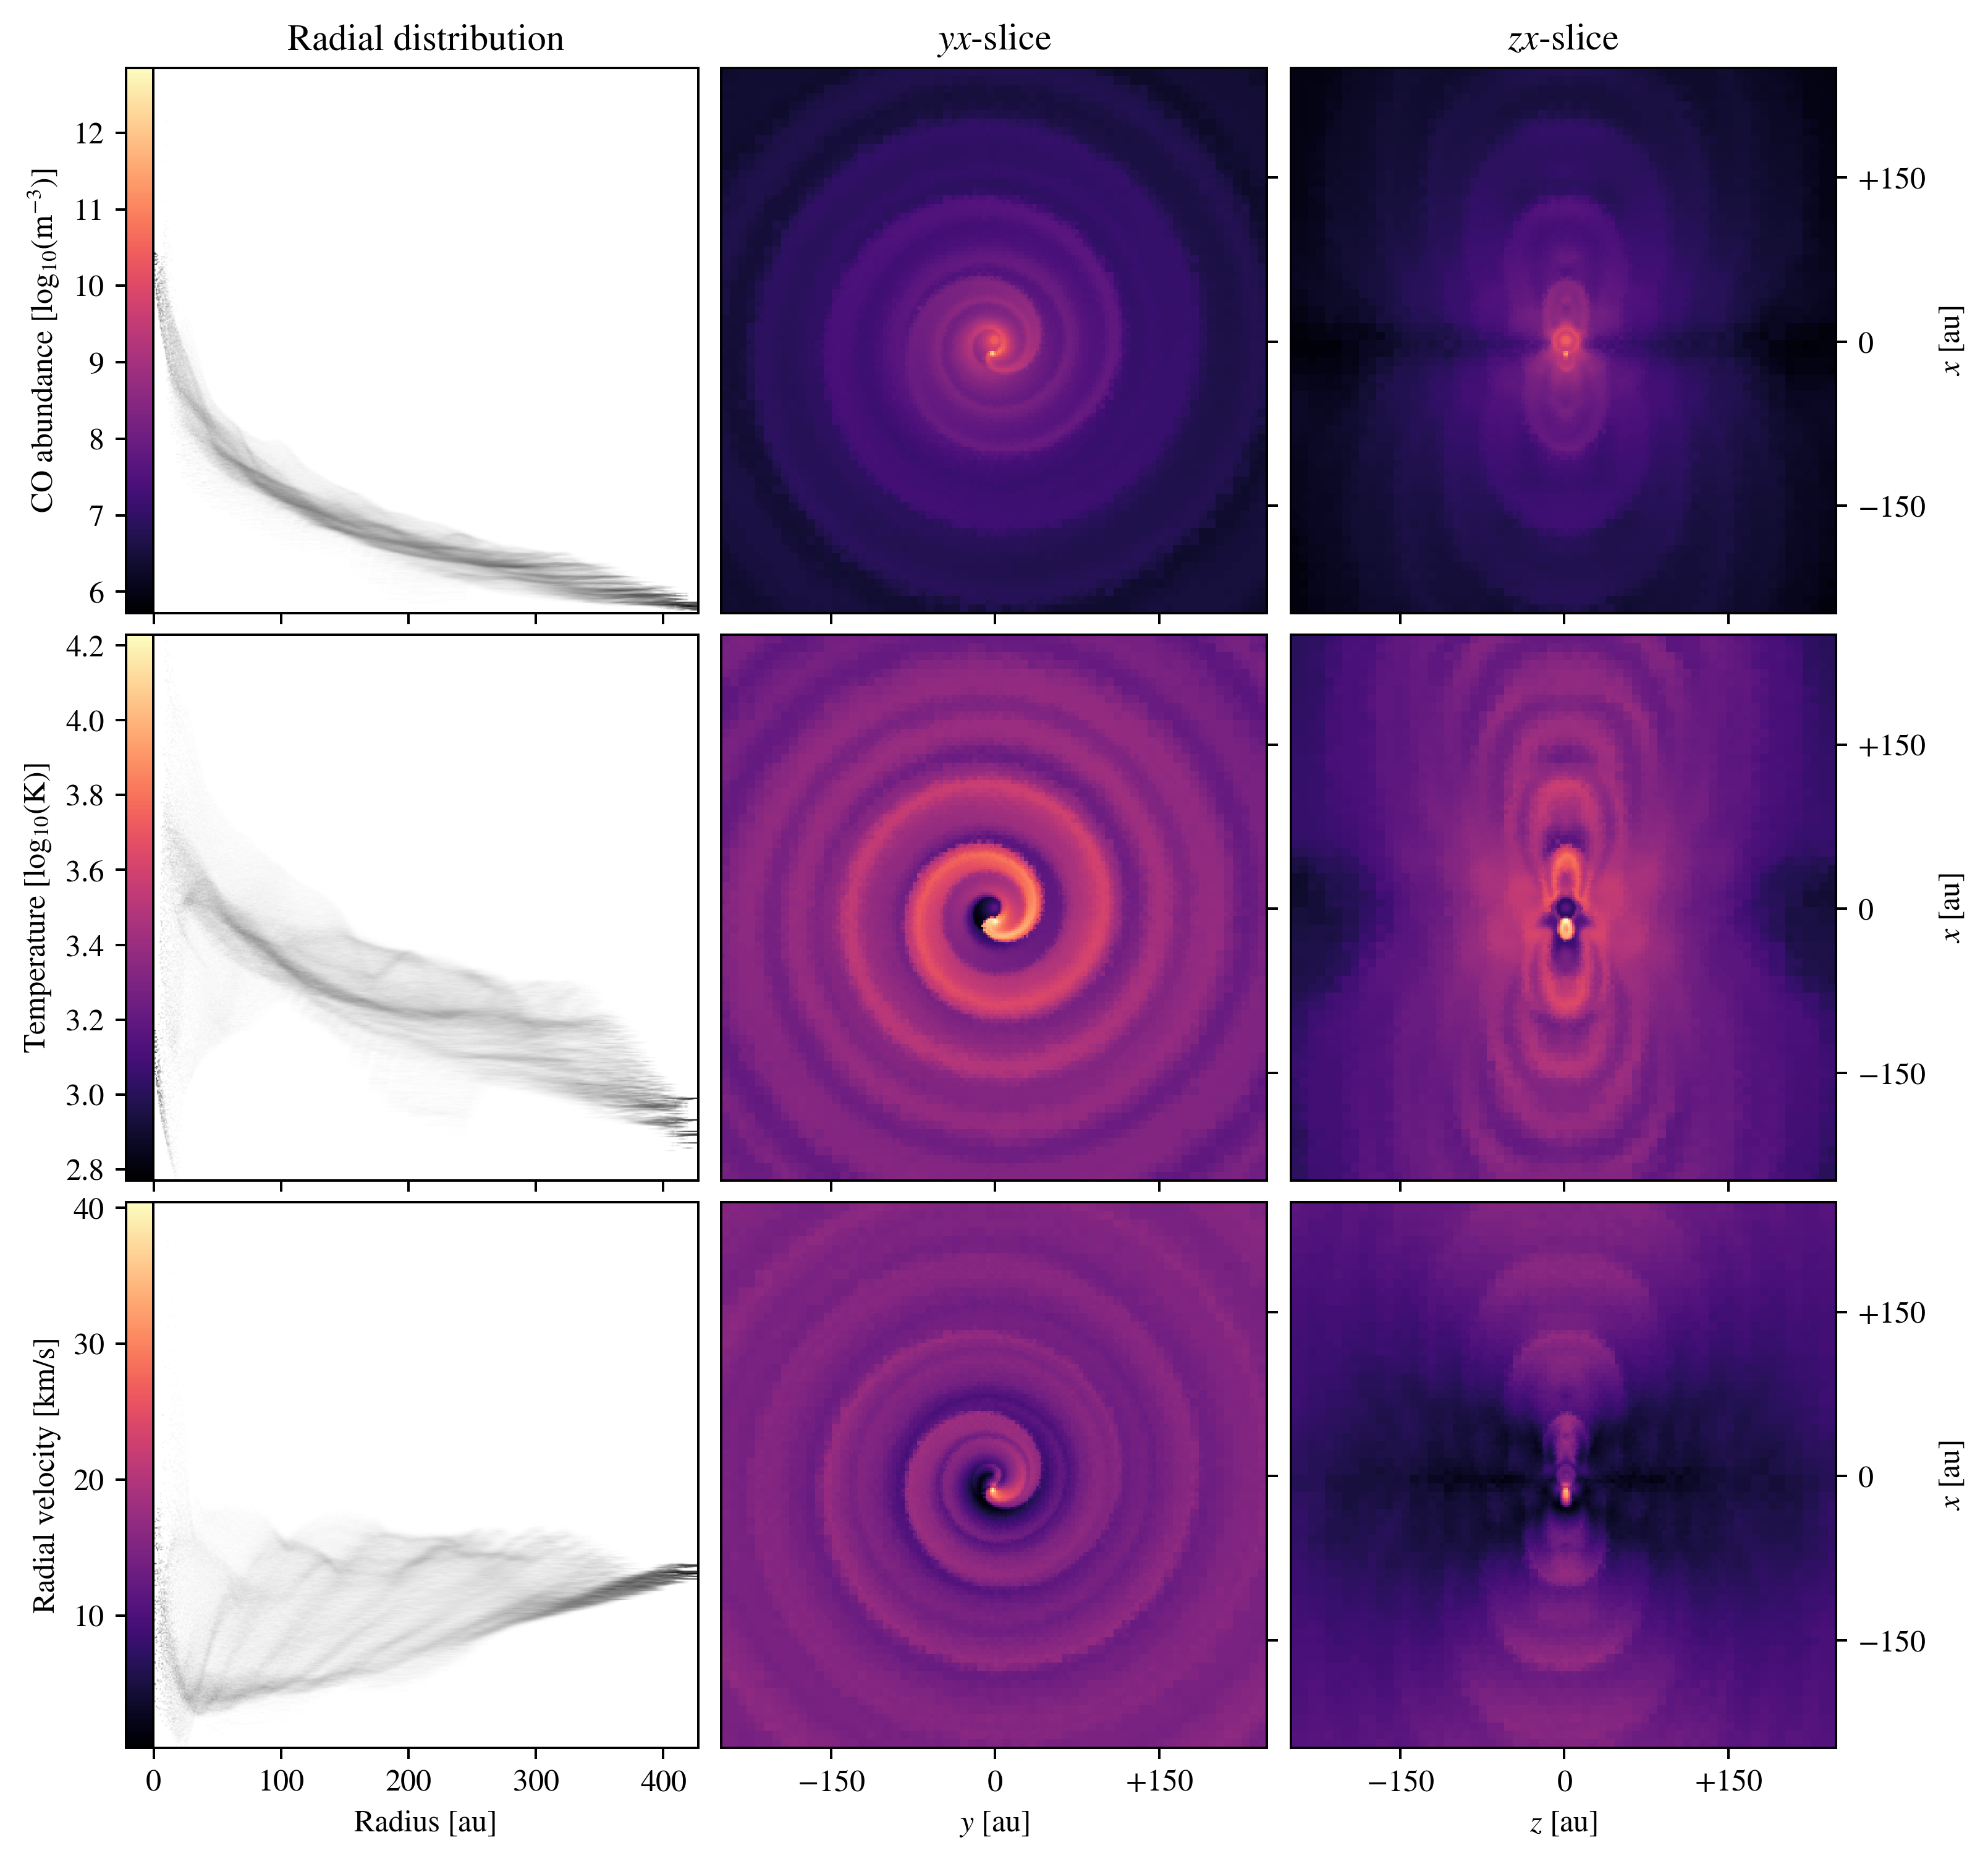 Radial distribution
yx-slice
zx-slice
CO abundance [log₁₀(m⁻³)]
12
11
10
9
8
7
6
+150
0
−150
x [au]
Temperature [log₁₀(K)]
4.2
4.0
3.8
3.6
3.4
3.2
3.0
2.8
+150
0
−150
x [au]
Radial velocity [km/s]
40
30
20
10
+150
0
−150
x [au]
0 100 200 300 400
Radius [au]
−150 0 +150
y [au]
−150 0 +150
z [au]